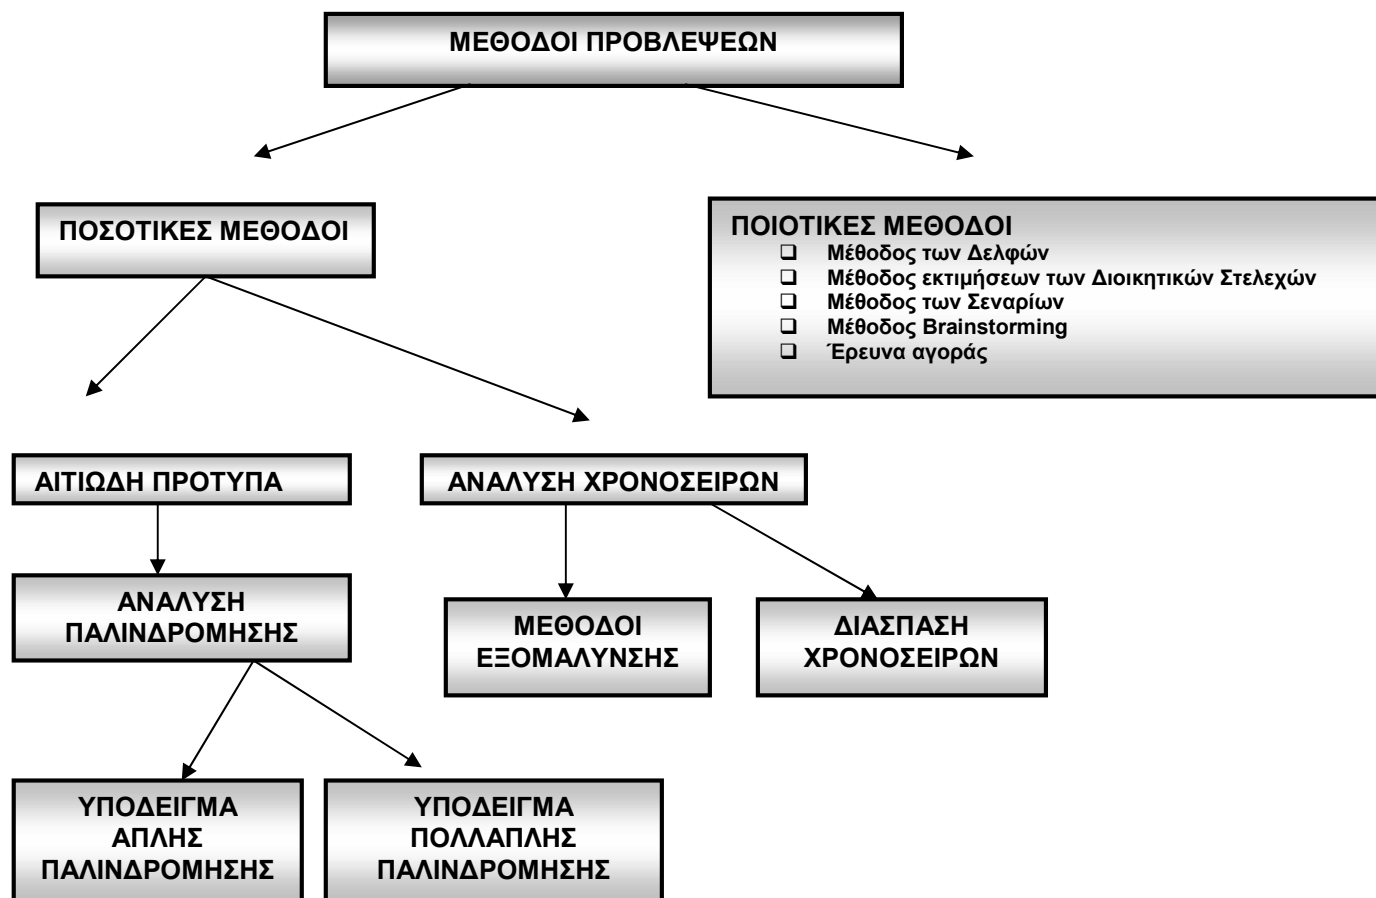 ΜΕΘΟΔΟΙ ΠΡΟΒΛΕΨΕΩΝ
ΠΟΣΟΤΙΚΕΣ ΜΕΘΟΔΟΙ
ΠΟΙΟΤΙΚΕΣ ΜΕΘΟΔΟΙ
❑ Μέθοδος των Δελφών
❑ Μέθοδος εκτιμήσεων των Διοικητικών Στελεχών
❑ Μέθοδος των Σεναρίων
❑ Μέθοδος Brainstorming
❑ Έρευνα αγοράς
ΑΙΤΙΩΔΗ ΠΡΟΤΥΠΑ
ΑΝΑΛΥΣΗ ΧΡΟΝΟΣΕΙΡΩΝ
ΑΝΑΛΥΣΗ
ΠΑΛΙΝΔΡΟΜΗΣΗΣ
ΜΕΘΟΔΟΙ
ΕΞΟΜΑΛΥΝΣΗΣ
ΔΙΑΣΠΑΣΗ
ΧΡΟΝΟΣΕΙΡΩΝ
ΥΠΟΔΕΙΓΜΑ
ΑΠΛΗΣ
ΠΑΛΙΝΔΡΟΜΗΣΗΣ
ΥΠΟΔΕΙΓΜΑ
ΠΟΛΛΑΠΛΗΣ
ΠΑΛΙΝΔΡΟΜΗΣΗΣ